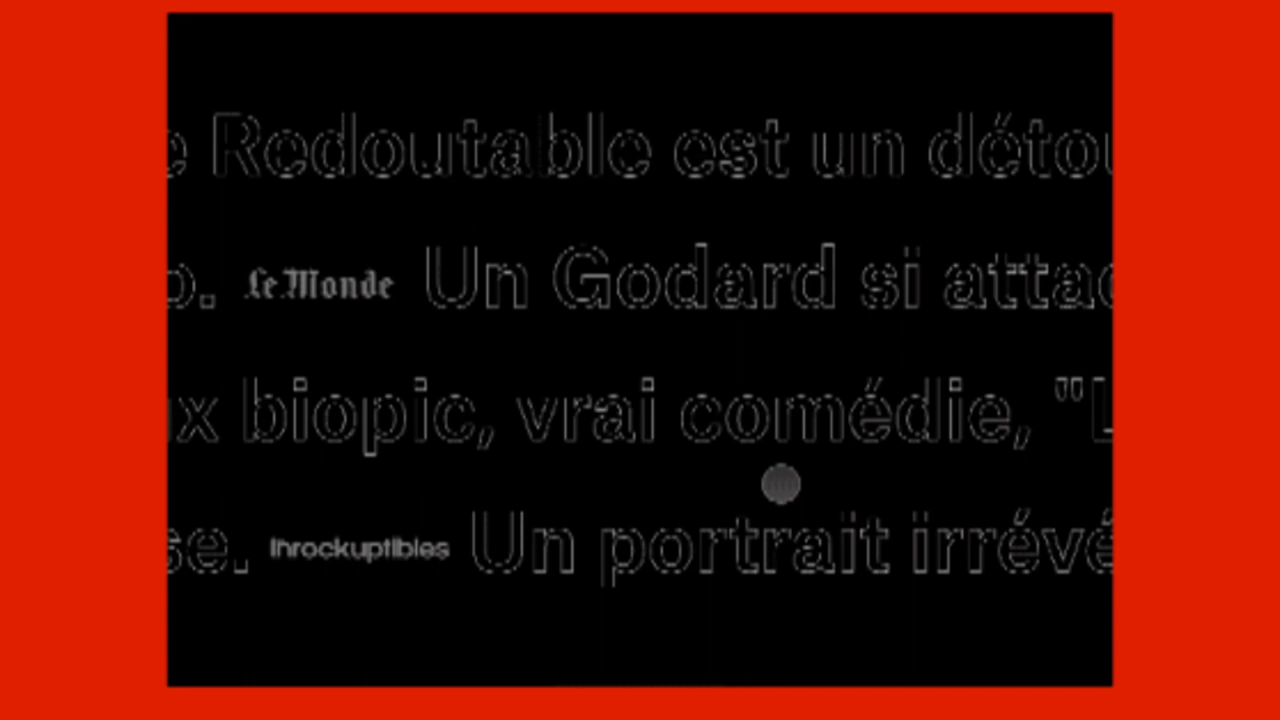 e Redoutable est un détou
o. Le Monde Un Godard si attac
ux biopic, vrai comédie, "L
se. Inrockuptibles Un portrait irrévé